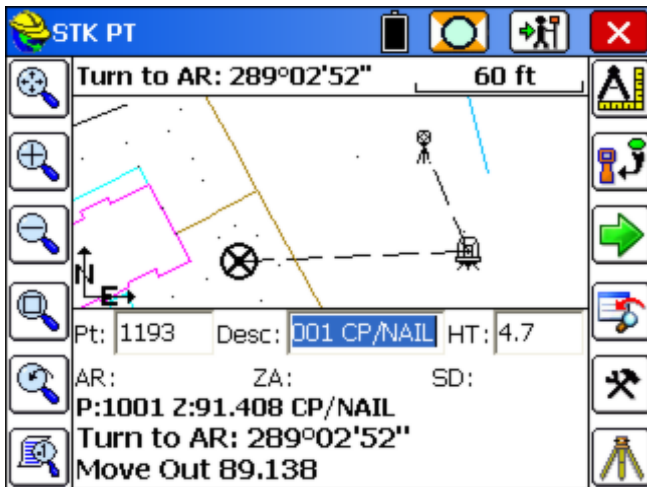 STK PT
Turn to AR: 289°02'52"
60 ft
N
E
Pt: 1193 Desc: 001 CP/NAIL HT: 4.7
AR: ZA: SD:
P:1001 Z:91.408 CP/NAIL
Turn to AR: 289°02'52"
Move Out 89.138